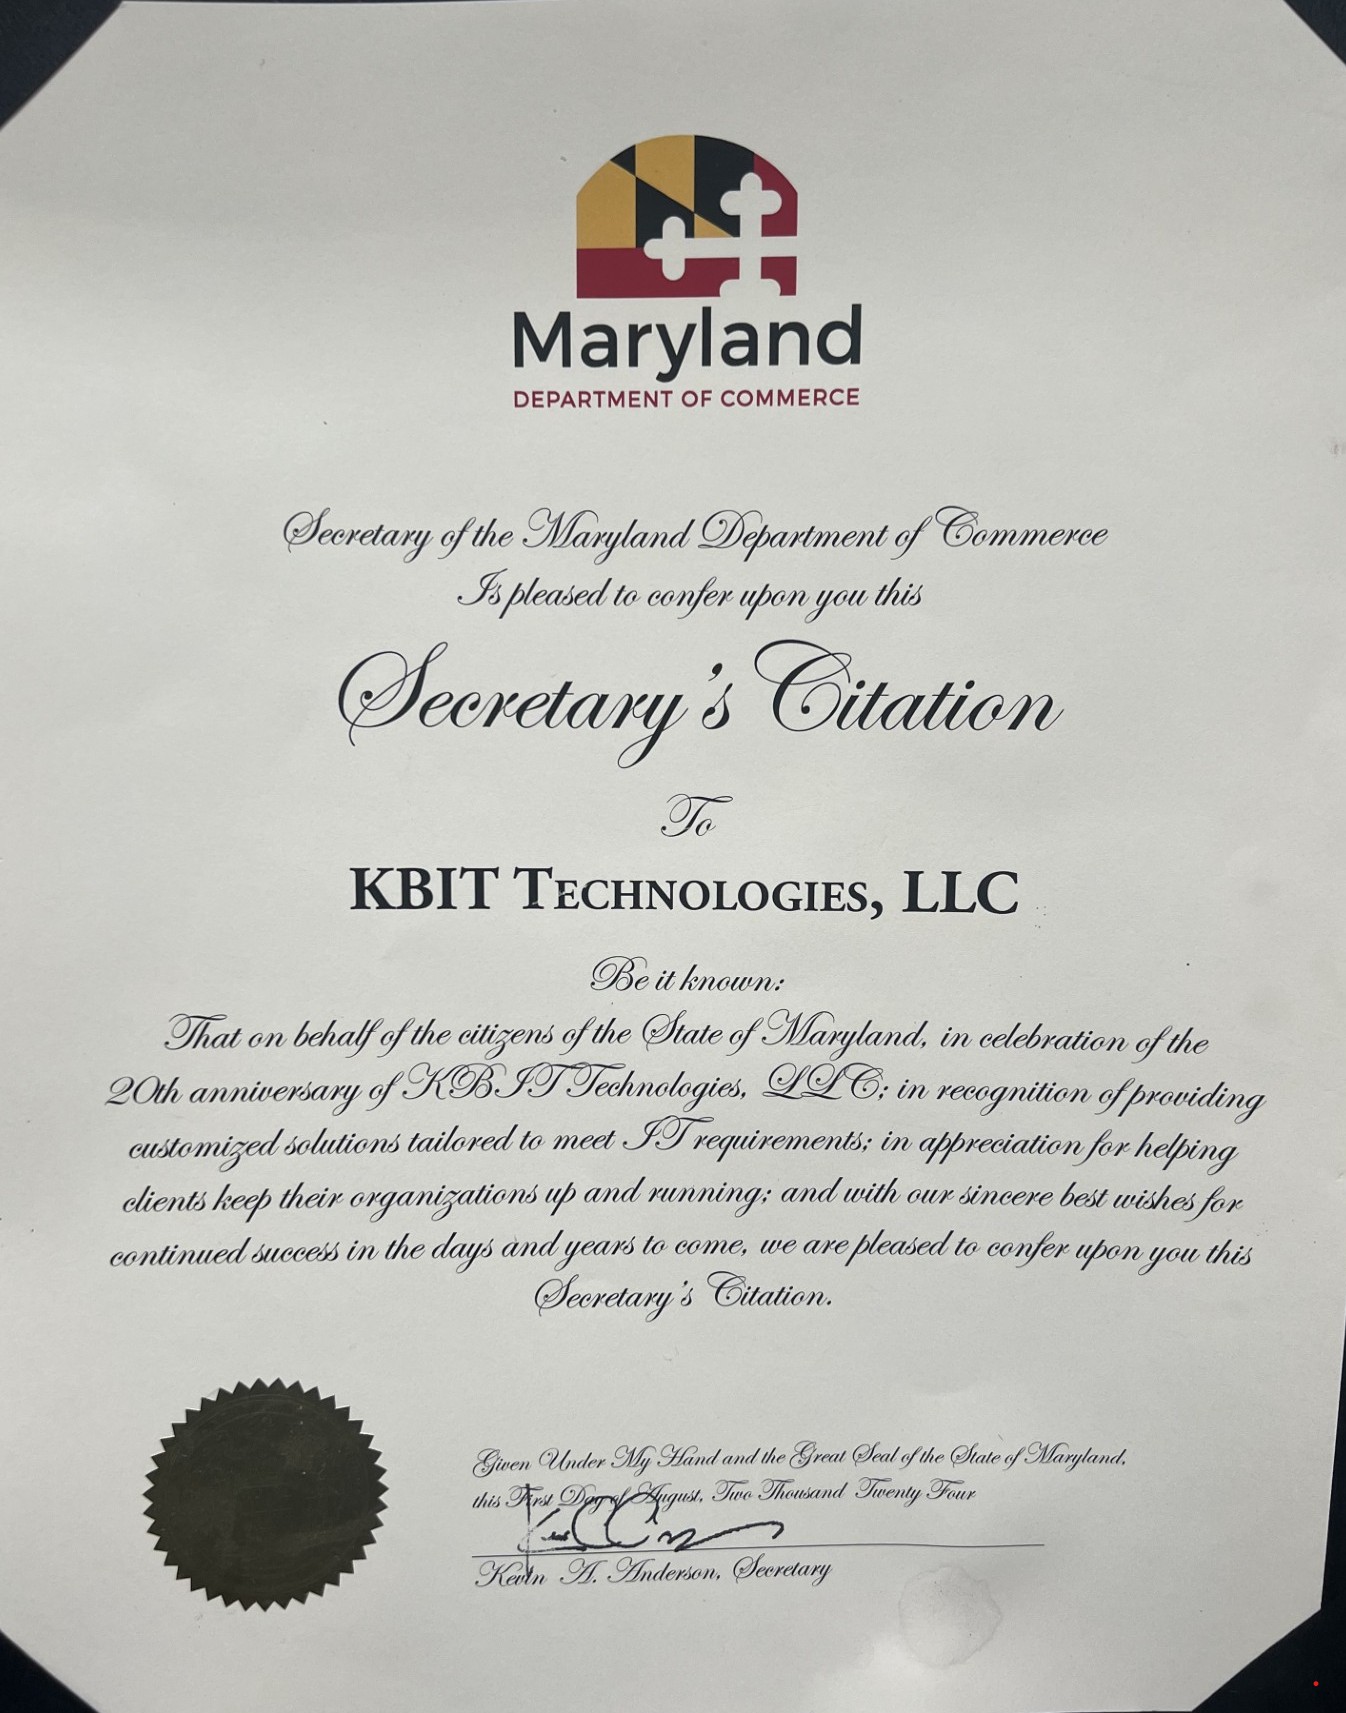 Maryland
DEPARTMENT OF COMMERCE
Secretary of the Maryland Department of Commerce
Is pleased to confer upon you this
Secretary's Citation
To
KBIT TECHNOLOGIES, LLC
Be it known:
That on behalf of the citizens of the State of Maryland, in celebration of the
20th anniversary of KBIT Technologies, LLC; in recognition of providing
customized solutions tailored to meet IT requirements; in appreciation for helping
clients keep their organizations up and running; and with our sincere best wishes for
continued success in the days and years to come, we are pleased to confer upon you this
Secretary's Citation.
Given Under My Hand and the Great Seal of the State of Maryland,
this First Day of August, Two Thousand Twenty Four
Kevin A. Anderson, Secretary